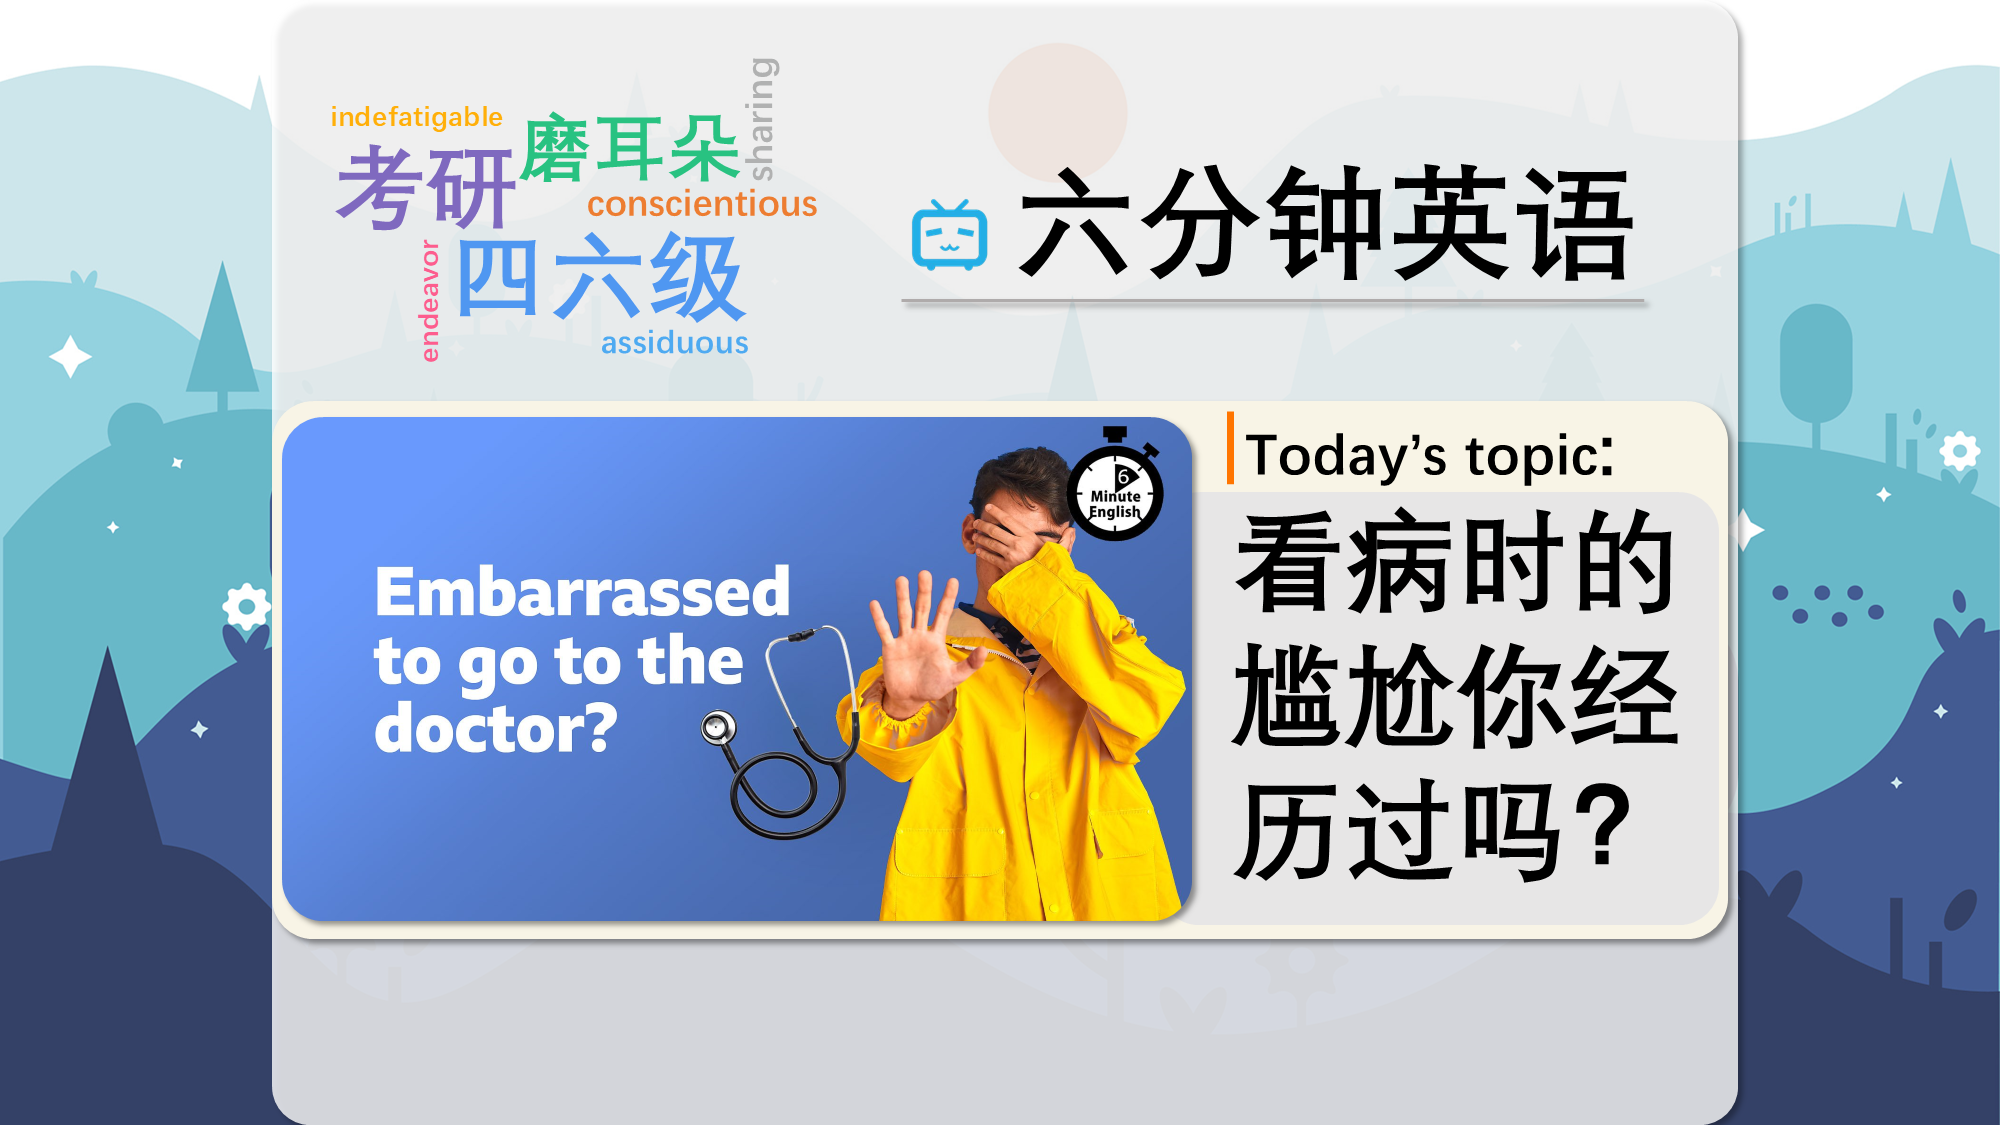 indefatigable
磨耳朵
sharing
考研
conscientious
endeavor
四六级
assiduous
六分钟英语
Embarrassed
to go to the
doctor?
6
Minute
English
Today’s topic:
看病时的
尴尬你经
历过吗?